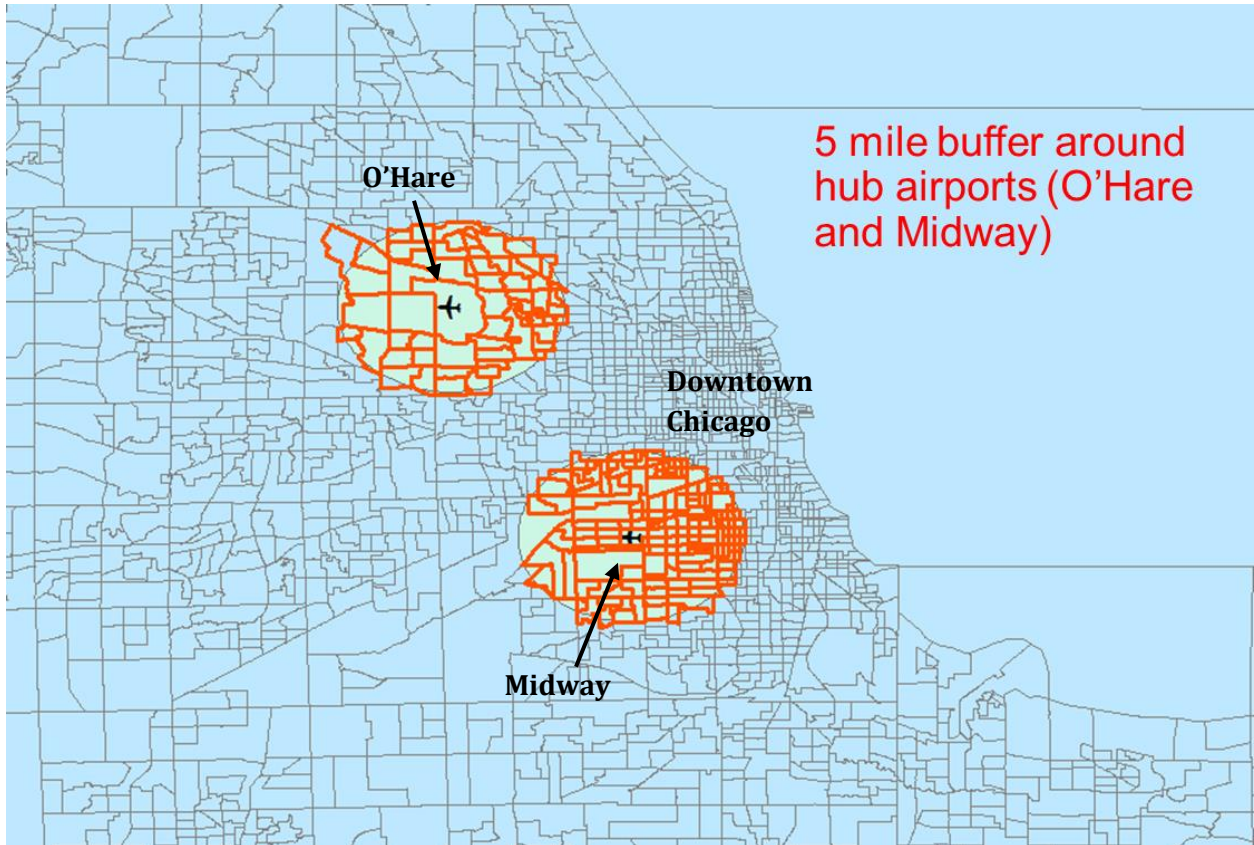 5 mile buffer around
hub airports (O'Hare
and Midway)
O’Hare
Downtown
Chicago
Midway